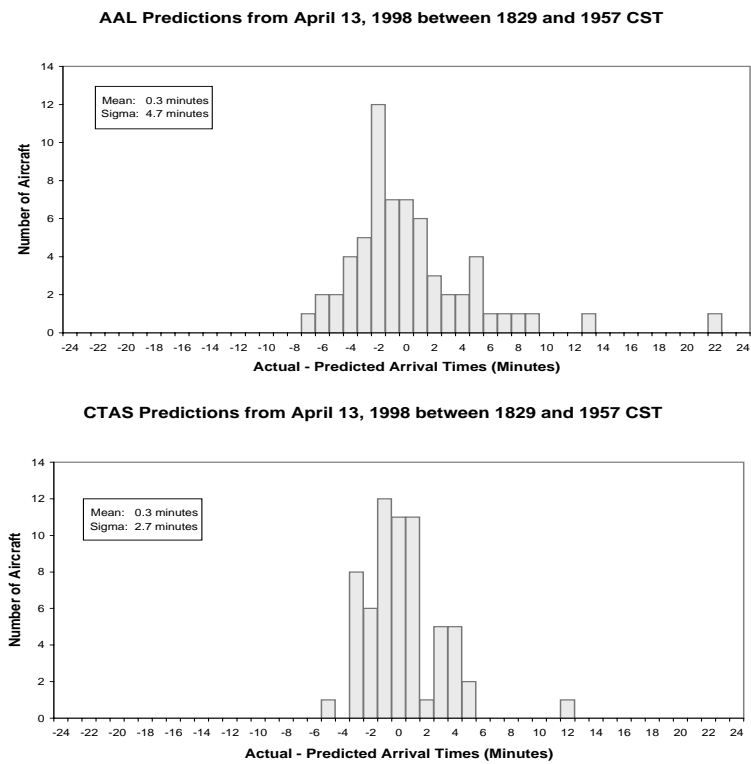 AAL Predictions from April 13, 1998 between 1829 and 1957 CST
14
Mean: 0.3 minutes
Sigma: 4.7 minutes
12
10
8
6
4
2
0
Number of Aircraft
-24 -22 -20 -18 -16 -14 -12 -10 -8 -6 -4 -2 0 2 4 6 8 10 12 14 16 18 20 22 24
Actual - Predicted Arrival Times (Minutes)
CTAS Predictions from April 13, 1998 between 1829 and 1957 CST
14
Mean: 0.3 minutes
Sigma: 2.7 minutes
12
10
8
6
4
2
0
Number of Aircraft
-24 -22 -20 -18 -16 -14 -12 -10 -8 -6 -4 -2 0 2 4 6 8 10 12 14 16 18 20 22 24
Actual - Predicted Arrival Times (Minutes)